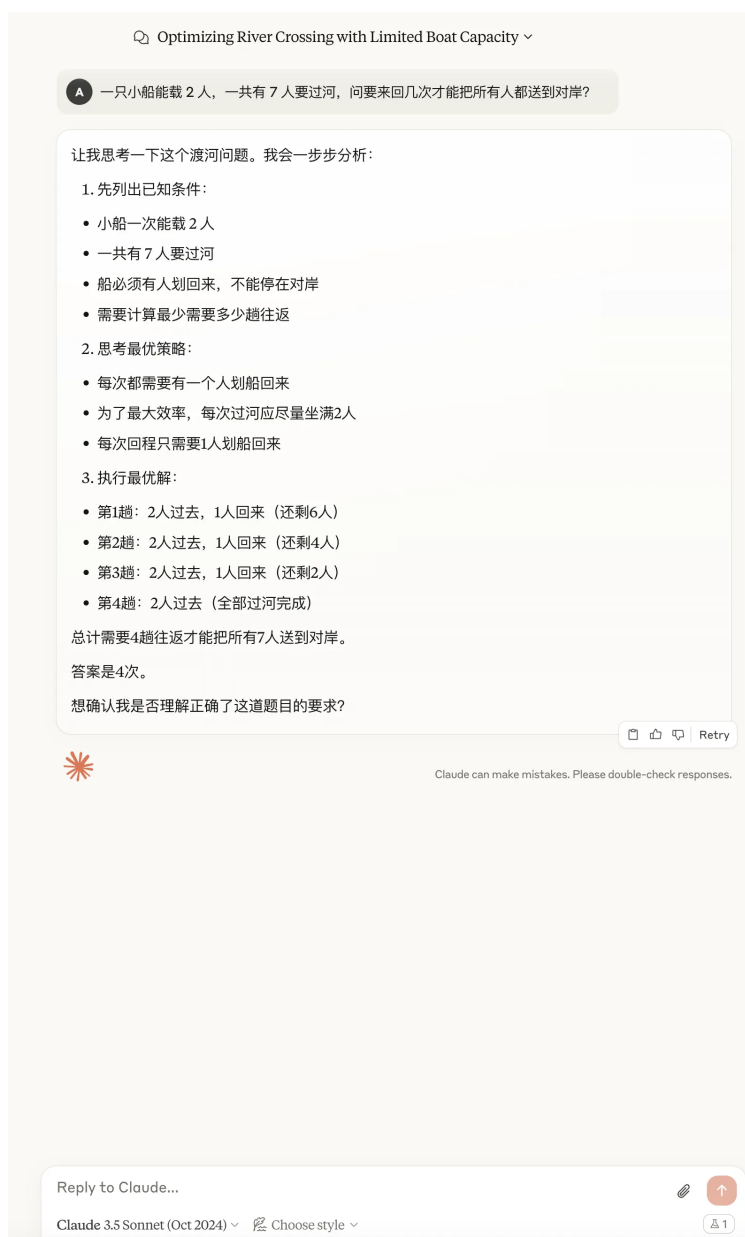 Optimizing River Crossing with Limited Boat Capacity
A 一只小船能载 2 人，一共有 7 人要过河，问要来回几次才能把所有人都送到对岸？
让我思考一下这个渡河问题。我会一步步分析：
1. 先列出已知条件：
• 小船一次能载 2 人
• 一共有 7 人要过河
• 船必须有人划回来，不能停在对岸
• 需要计算最少需要多少趟往返
2. 思考最优策略：
• 每次都需要有一个人划船回来
• 为了最大效率，每次过河应尽量坐满2人
• 每次回程只需要1人划船回来
3. 执行最优解：
• 第1趟：2人过去，1人回来（还剩6人）
• 第2趟：2人过去，1人回来（还剩4人）
• 第3趟：2人过去，1人回来（还剩2人）
• 第4趟：2人过去（全部过河完成）
总计需要4趟往返才能把所有7人送到对岸。
答案是4次。
想确认我是否理解正确了这道题目的要求？
Retry
Claude can make mistakes. Please double-check responses.
Reply to Claude...
Claude 3.5 Sonnet (Oct 2024) Choose style 1